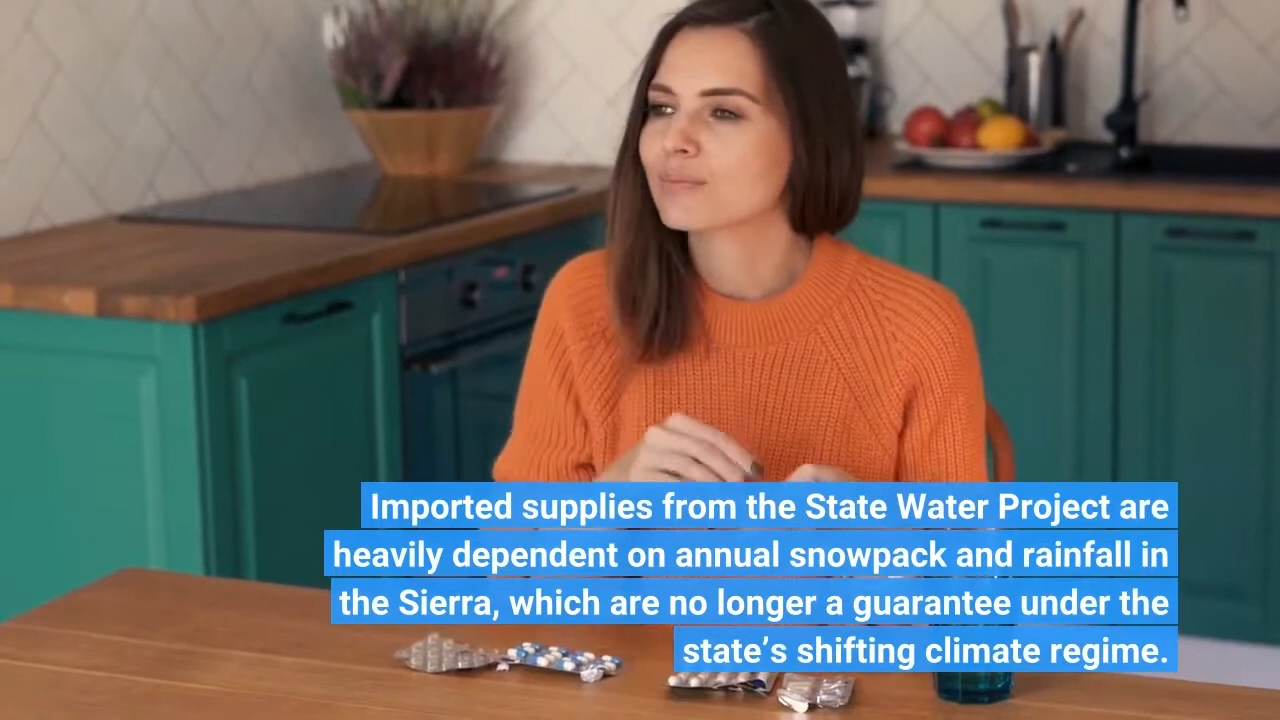 Imported supplies from the State Water Project are
heavily dependent on annual snowpack and rainfall in
the Sierra, which are no longer a guarantee under the
state’s shifting climate regime.